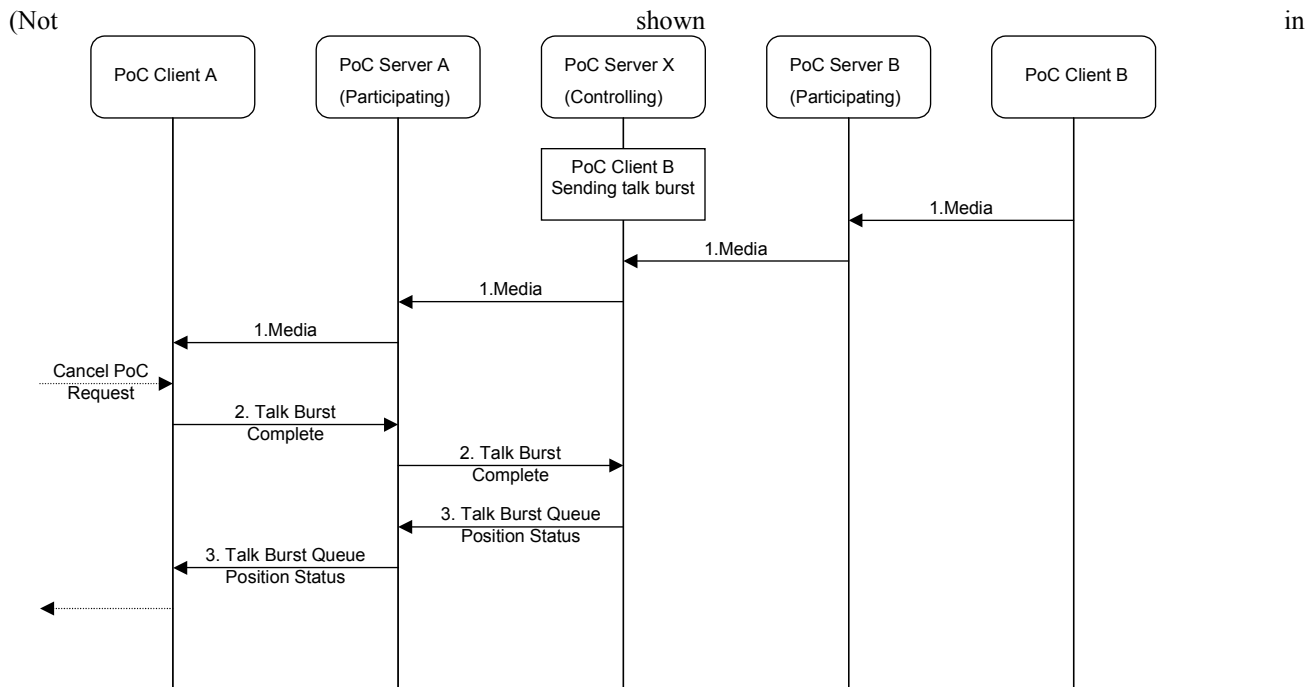 (Not shown in
PoC Client A
PoC Server A
(Participating)
PoC Server X
(Controlling)
PoC Server B
(Participating)
PoC Client B
PoC Client B
Sending talk burst
1.Media
1.Media
1.Media
1.Media
Cancel PoC
Request
2. Talk Burst
Complete
2. Talk Burst
Complete
3. Talk Burst Queue
Position Status
3. Talk Burst Queue
Position Status